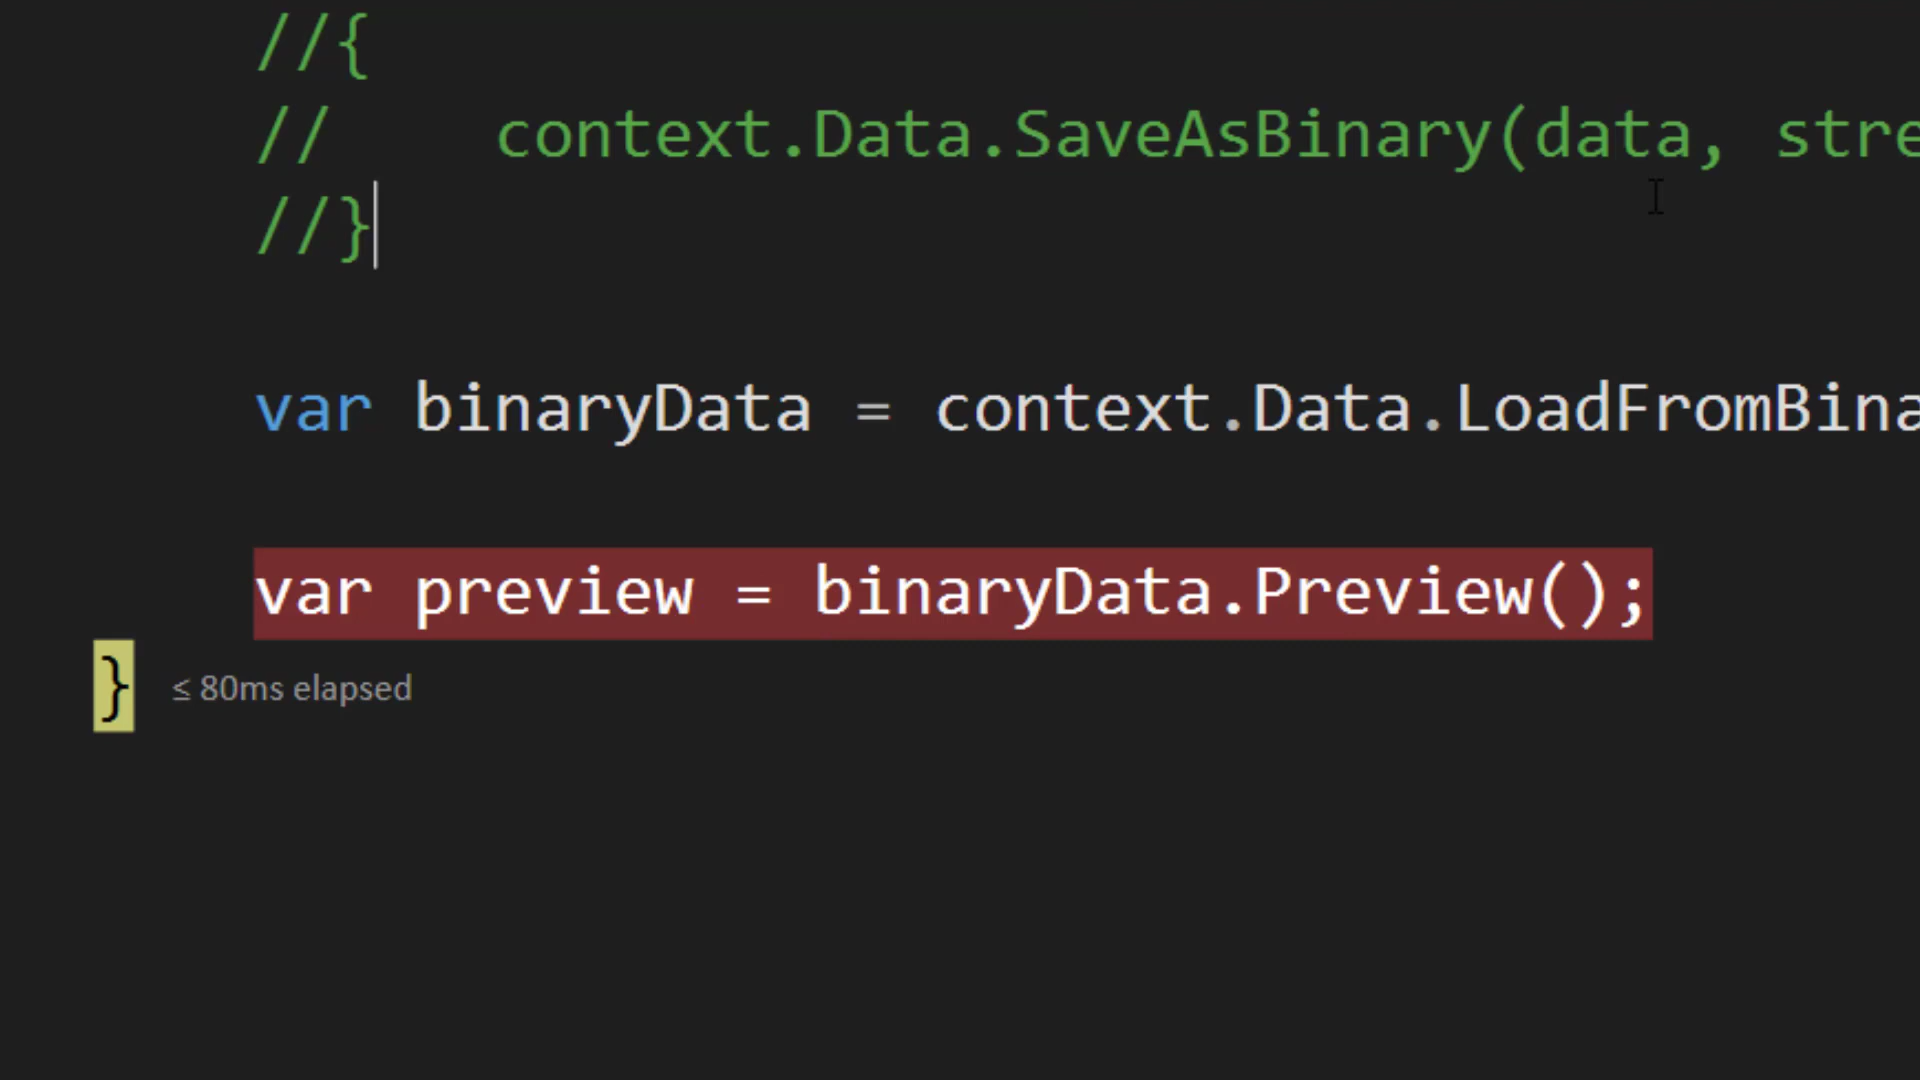 //{
// context.Data.SaveAsBinary(data, stre
//}
var binaryData = context.Data.LoadFromBina
var preview = binaryData.Preview();
} ≤ 80ms elapsed